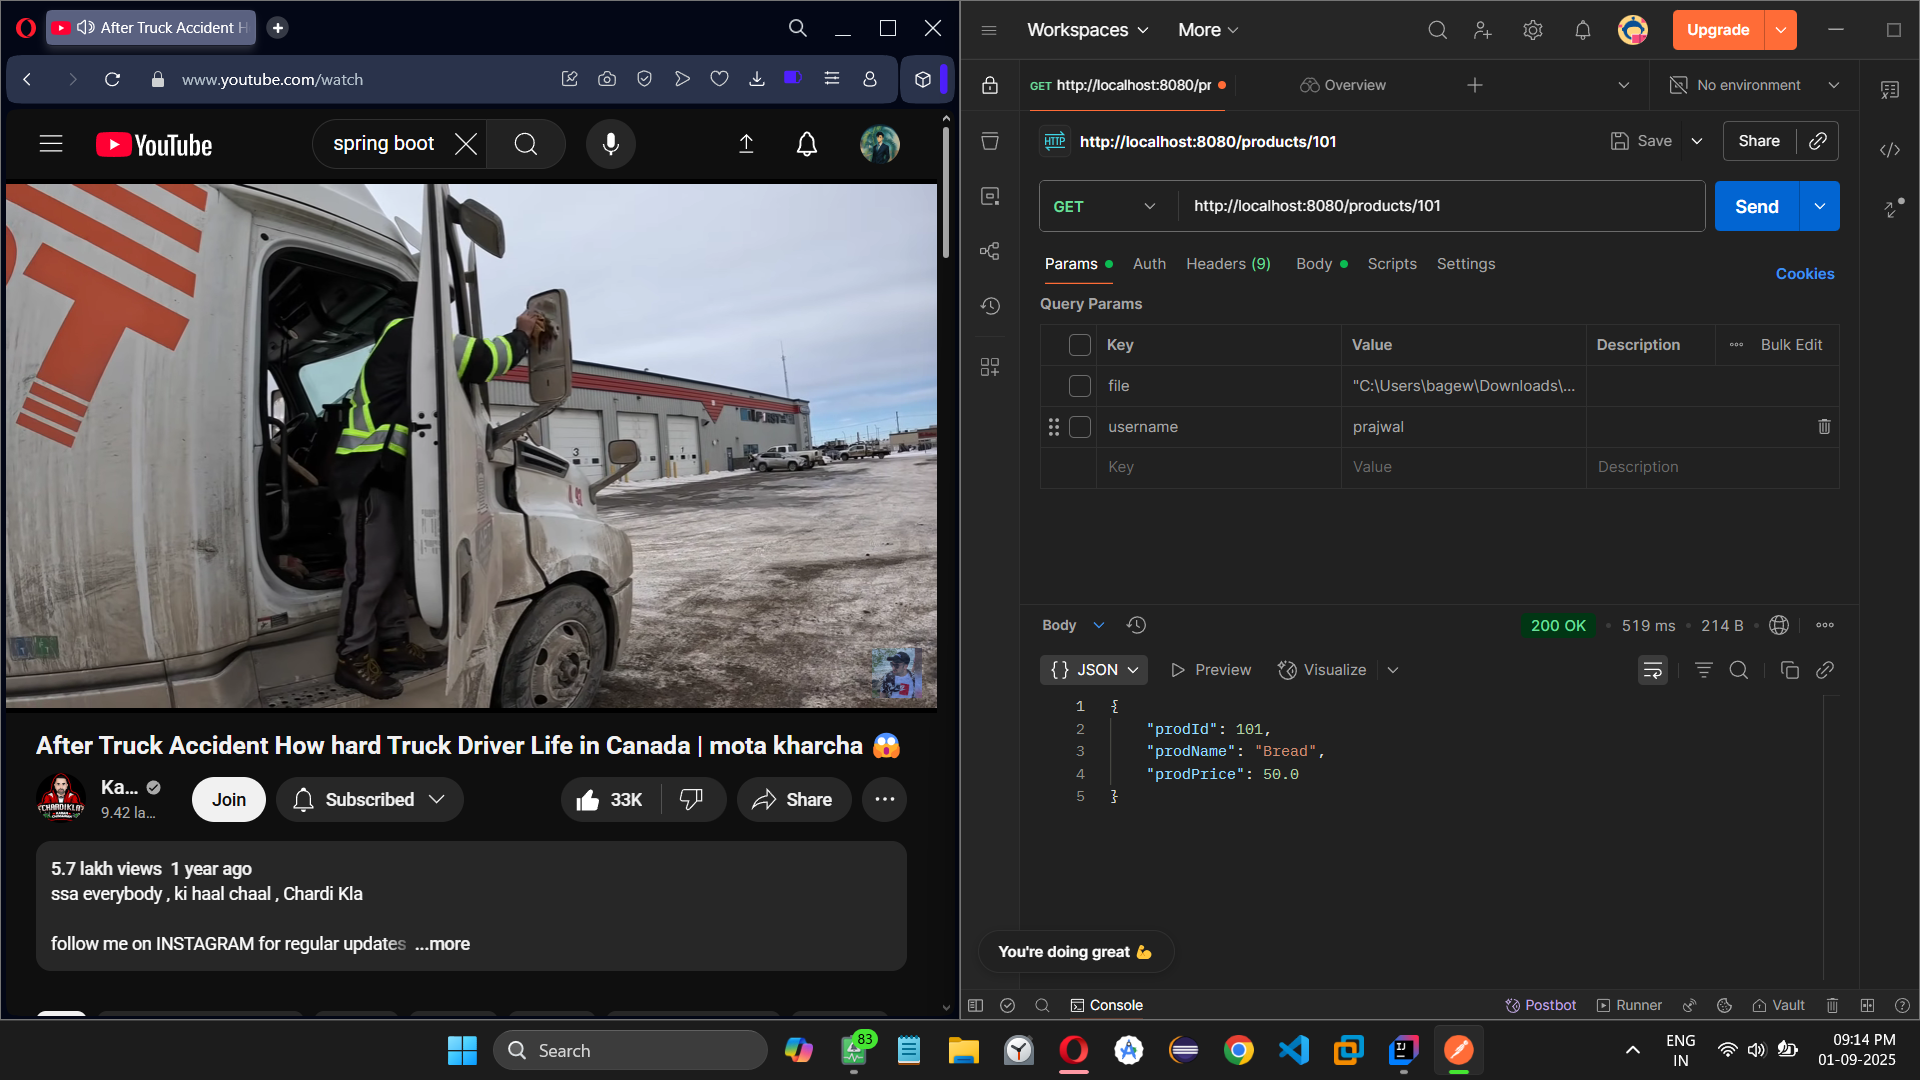 After Truck Accident H
www.youtube.com/watch
YouTube
spring boot
3
After Truck Accident How hard Truck Driver Life in Canada | mota kharcha 😱
Ka...
9.42 la...
Join
Subscribed
33K
Share
5.7 lakh views 1 year ago
ssa everybody , ki haal chaal , Chardi Kla
follow me on INSTAGRAM for regular updates ...more
Workspaces
More
Upgrade
GET http://localhost:8080/pr
Overview
No environment
HTTP
http://localhost:8080/products/101
Save
Share
GET
http://localhost:8080/products/101
Send
Params
Auth
Headers (9)
Body
Scripts
Settings
Cookies
Query Params
Key
Value
Description
Bulk Edit
file
"C:\Users\bagew\Downloads\...
username
prajwal
Key
Value
Description
Body
200 OK
519 ms
214 B
{} JSON
Preview
Visualize
1 {
2 "prodId": 101,
3 "prodName": "Bread",
4 "prodPrice": 50.0
5 }
You're doing great 💪
Console
Postbot
Runner
Vault
Search
83
ENG
IN
09:14 PM
01-09-2025